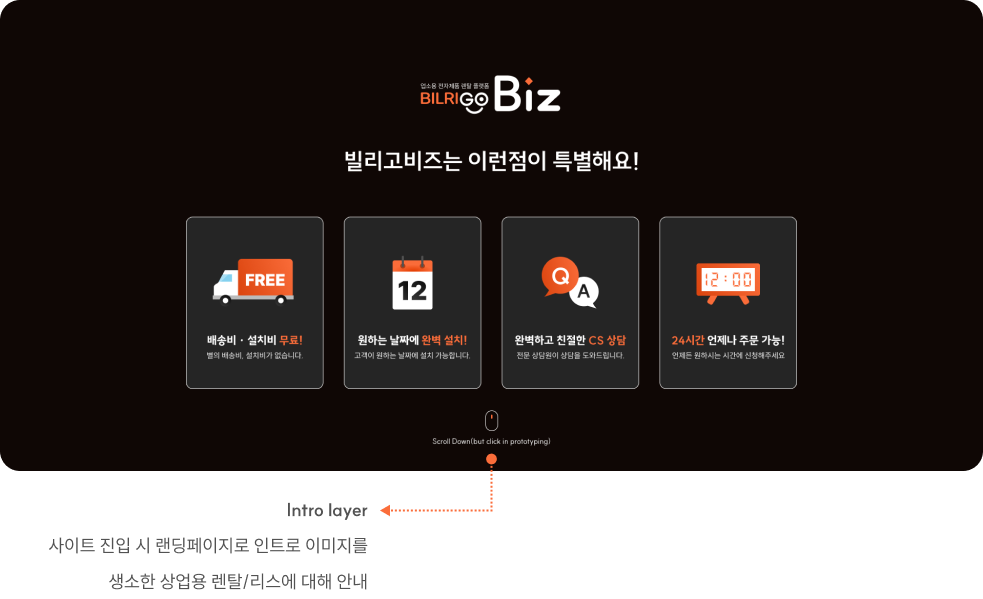 업소용 전자제품 렌탈 플랫폼
BILRIGO Biz
빌리고비즈는 이런점이 특별해요!
FREE
배송비 · 설치비 무료!
별의 배송비, 설치비가 없습니다.
12
원하는 날짜에 완벽 설치!
고객이 원하는 날짜에 설치 가능합니다.
Q
A
완벽하고 친절한 CS 상담
전문 상담원이 상담을 도와드립니다.
12:00
24시간 언제나 주문 가능!
언제든 원하시는 시간에 신청해주세요
Scroll Down(but click in prototyping)
Intro layer
사이트 진입 시 랜딩페이지로 인트로 이미지를
생소한 상업용 렌탈/리스에 대해 안내